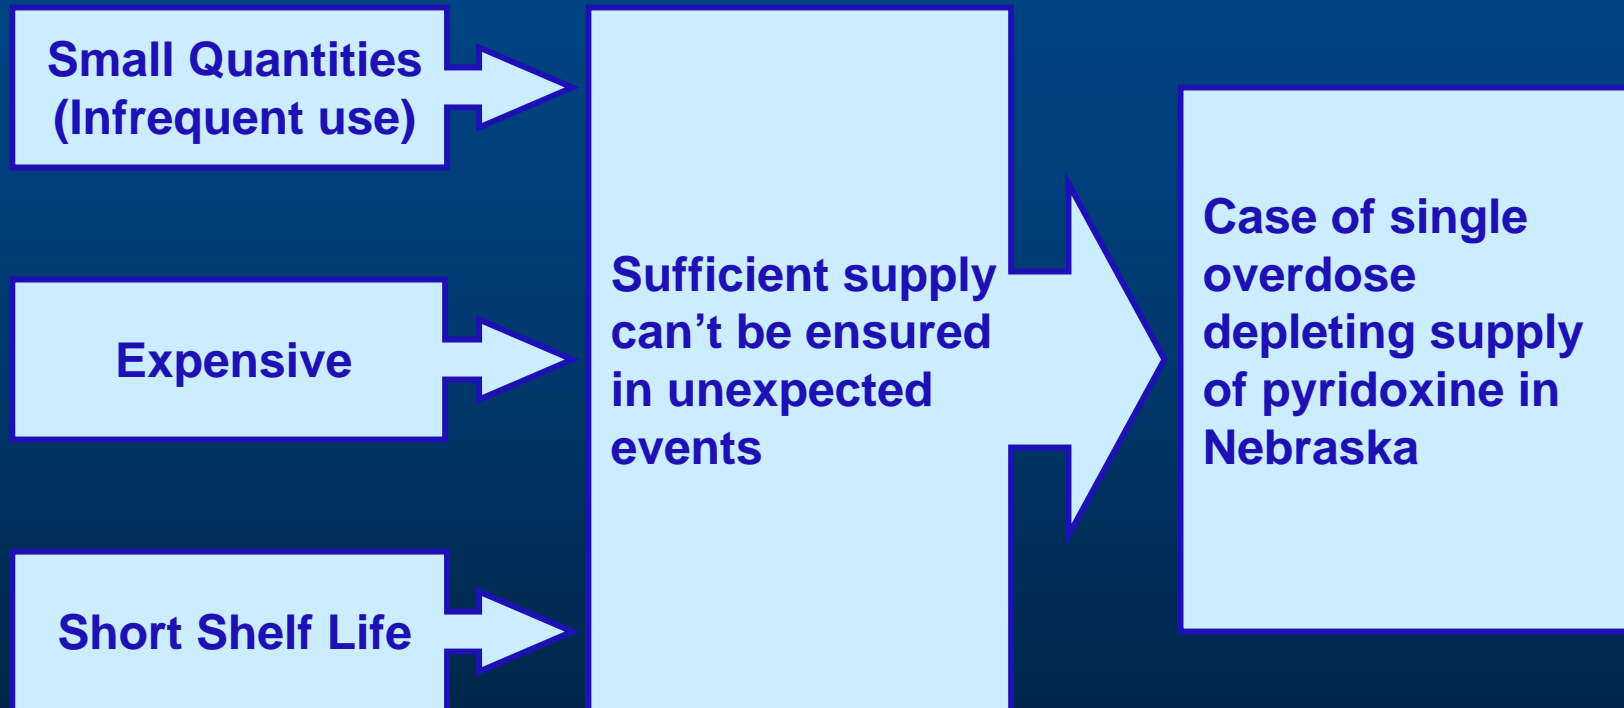 Small Quantities
(Infrequent use)
Expensive
Short Shelf Life
Sufficient supply
can’t be ensured
in unexpected
events
Case of single
overdose
depleting supply
of pyridoxine in
Nebraska